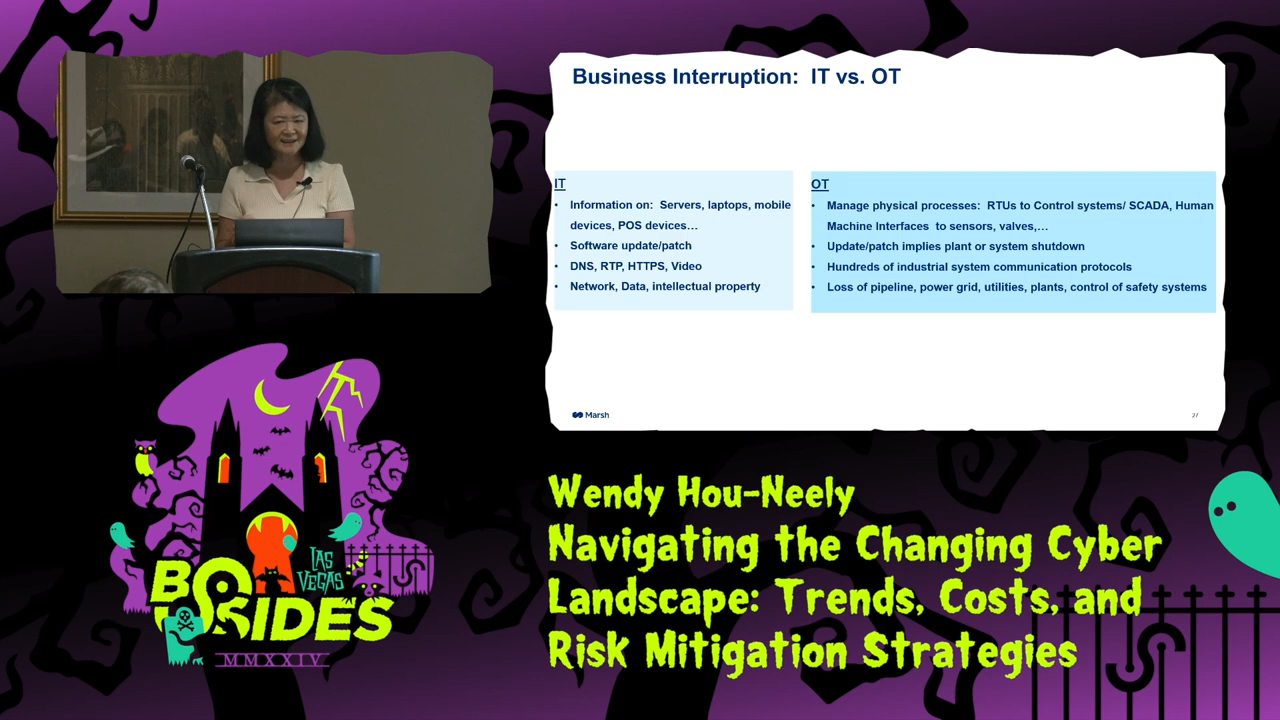 Business Interruption: IT vs. OT
IT
• Information on: Servers, laptops, mobile
devices, POS devices…
• Software update/patch
• DNS, RTP, HTTPS, Video
• Network, Data, intellectual property
OT
• Manage physical processes: RTUs to Control systems/ SCADA, Human
Machine Interfaces to sensors, valves,…
• Update/patch implies plant or system shutdown
• Hundreds of industrial system communication protocols
• Loss of pipeline, power grid, utilities, plants, control of safety systems
Marsh
27
LAS
VEGAS
BSIDES
MMXXIV
Wendy Hou-Neely
Navigating the Changing Cyber
Landscape: Trends, Costs, and
Risk Mitigation Strategies